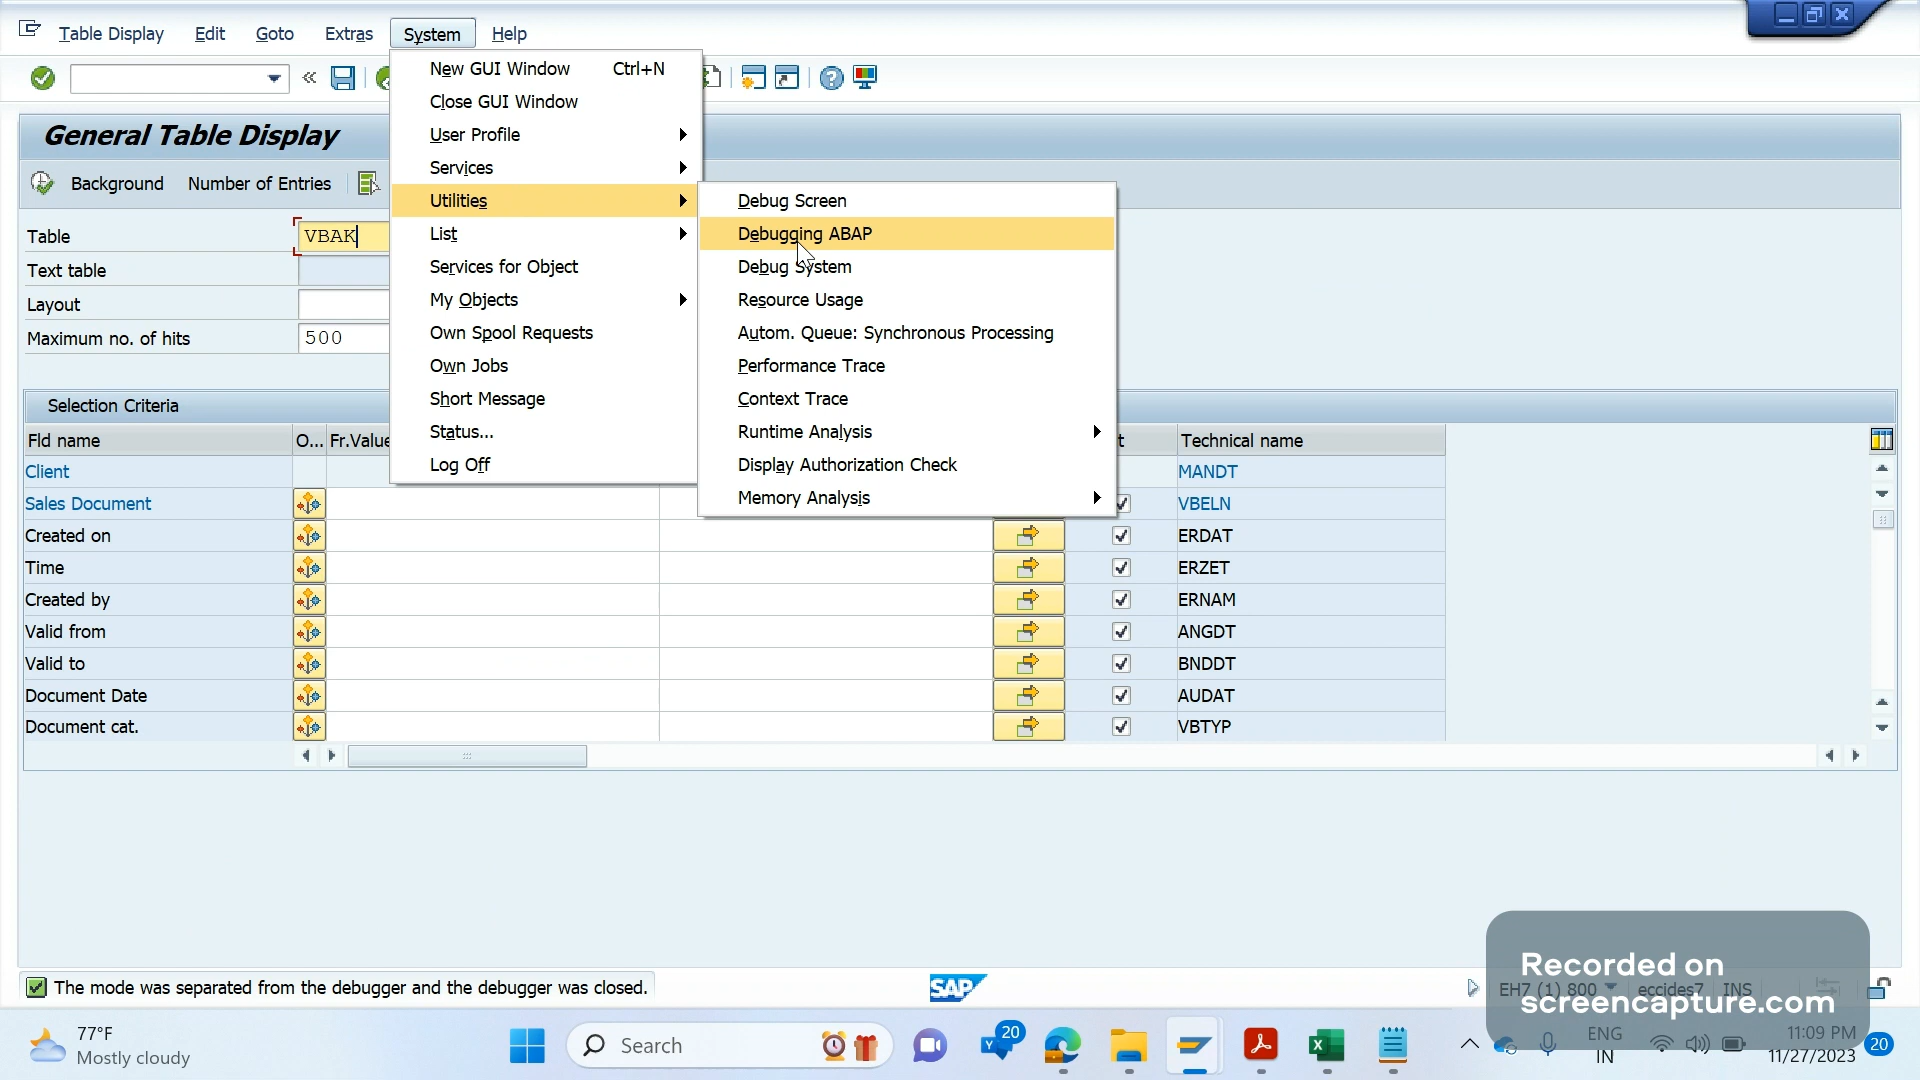 Table Display Edit Goto Extras System Help
New GUI Window Ctrl+N
Close GUI Window
General Table Display
User Profile
Services
Background Number of Entries
Utilities
Debug Screen
Table VBAK
List
Debugging ABAP
Text table
Services for Object
Debug System
Layout
My Objects
Resource Usage
Maximum no. of hits 500
Own Spool Requests
Autom. Queue: Synchronous Processing
Own Jobs
Performance Trace
Short Message
Context Trace
Selection Criteria
Status...
Runtime Analysis
Fld name O... Fr.Value t Technical name
Log Off
Display Authorization Check
Client MANDT
Memory Analysis
Sales Document VBELN
Created on ERDAT
Time ERZET
Created by ERNAM
Valid from ANGDT
Valid to BNDDT
Document Date AUDAT
Document cat. VBTYP
The mode was separated from the debugger and the debugger was closed.
SAP
EH7 (1) 800 eccides7 INS
Recorded on
screencapture.com
77°F
Mostly cloudy
Search
20
ENG
IN
11:09 PM
11/27/2023
20